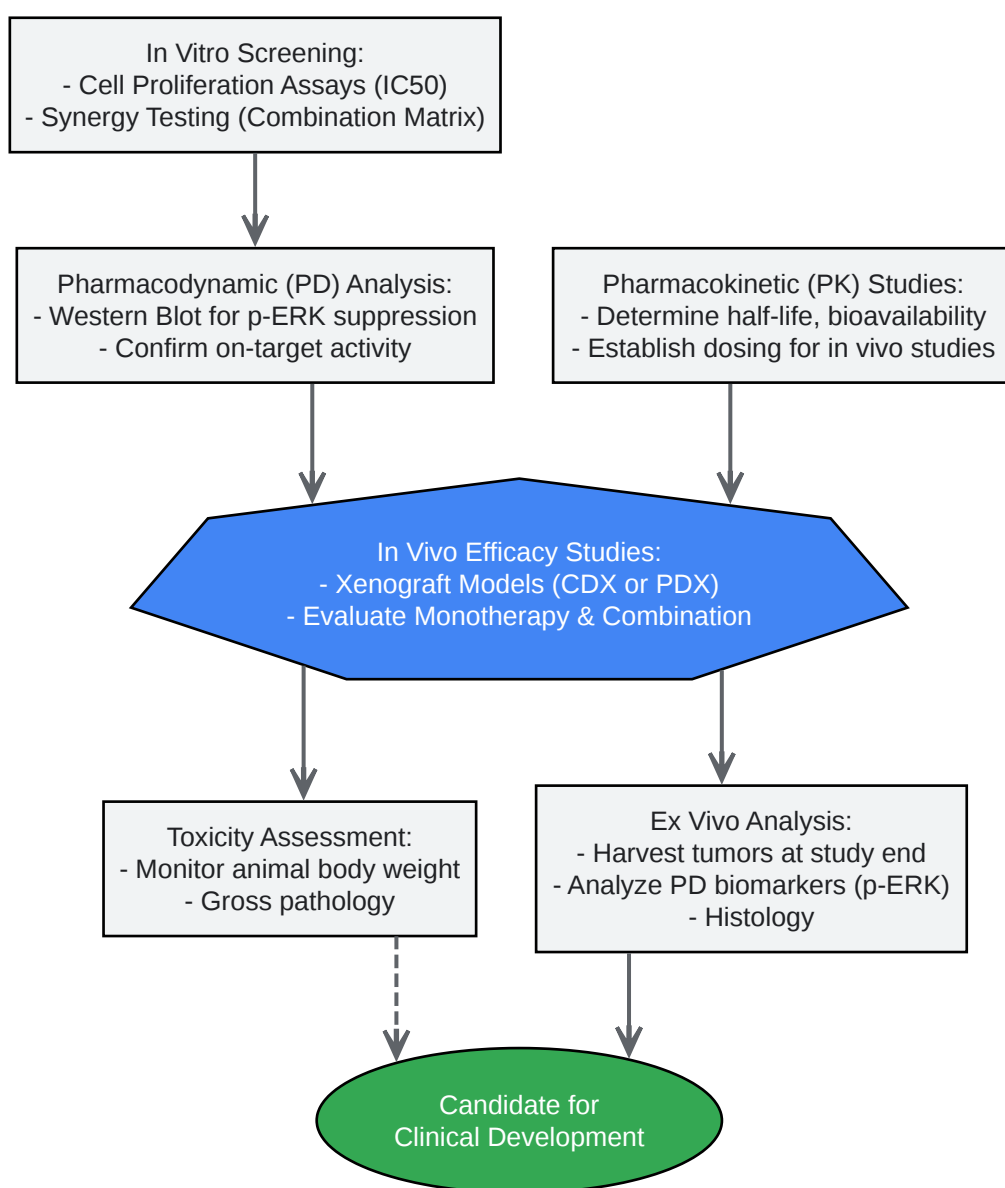 In Vitro Screening:
- Cell Proliferation Assays (IC50)
- Synergy Testing (Combination Matrix)
Pharmacodynamic (PD) Analysis:
- Western Blot for p-ERK suppression
- Confirm on-target activity
Pharmacokinetic (PK) Studies:
- Determine half-life, bioavailability
- Establish dosing for in vivo studies
In Vivo Efficacy Studies:
- Xenograft Models (CDX or PDX)
- Evaluate Monotherapy & Combination
Toxicity Assessment:
- Monitor animal body weight
- Gross pathology
Ex Vivo Analysis:
- Harvest tumors at study end
- Analyze PD biomarkers (p-ERK)
- Histology
Candidate for
Clinical Development